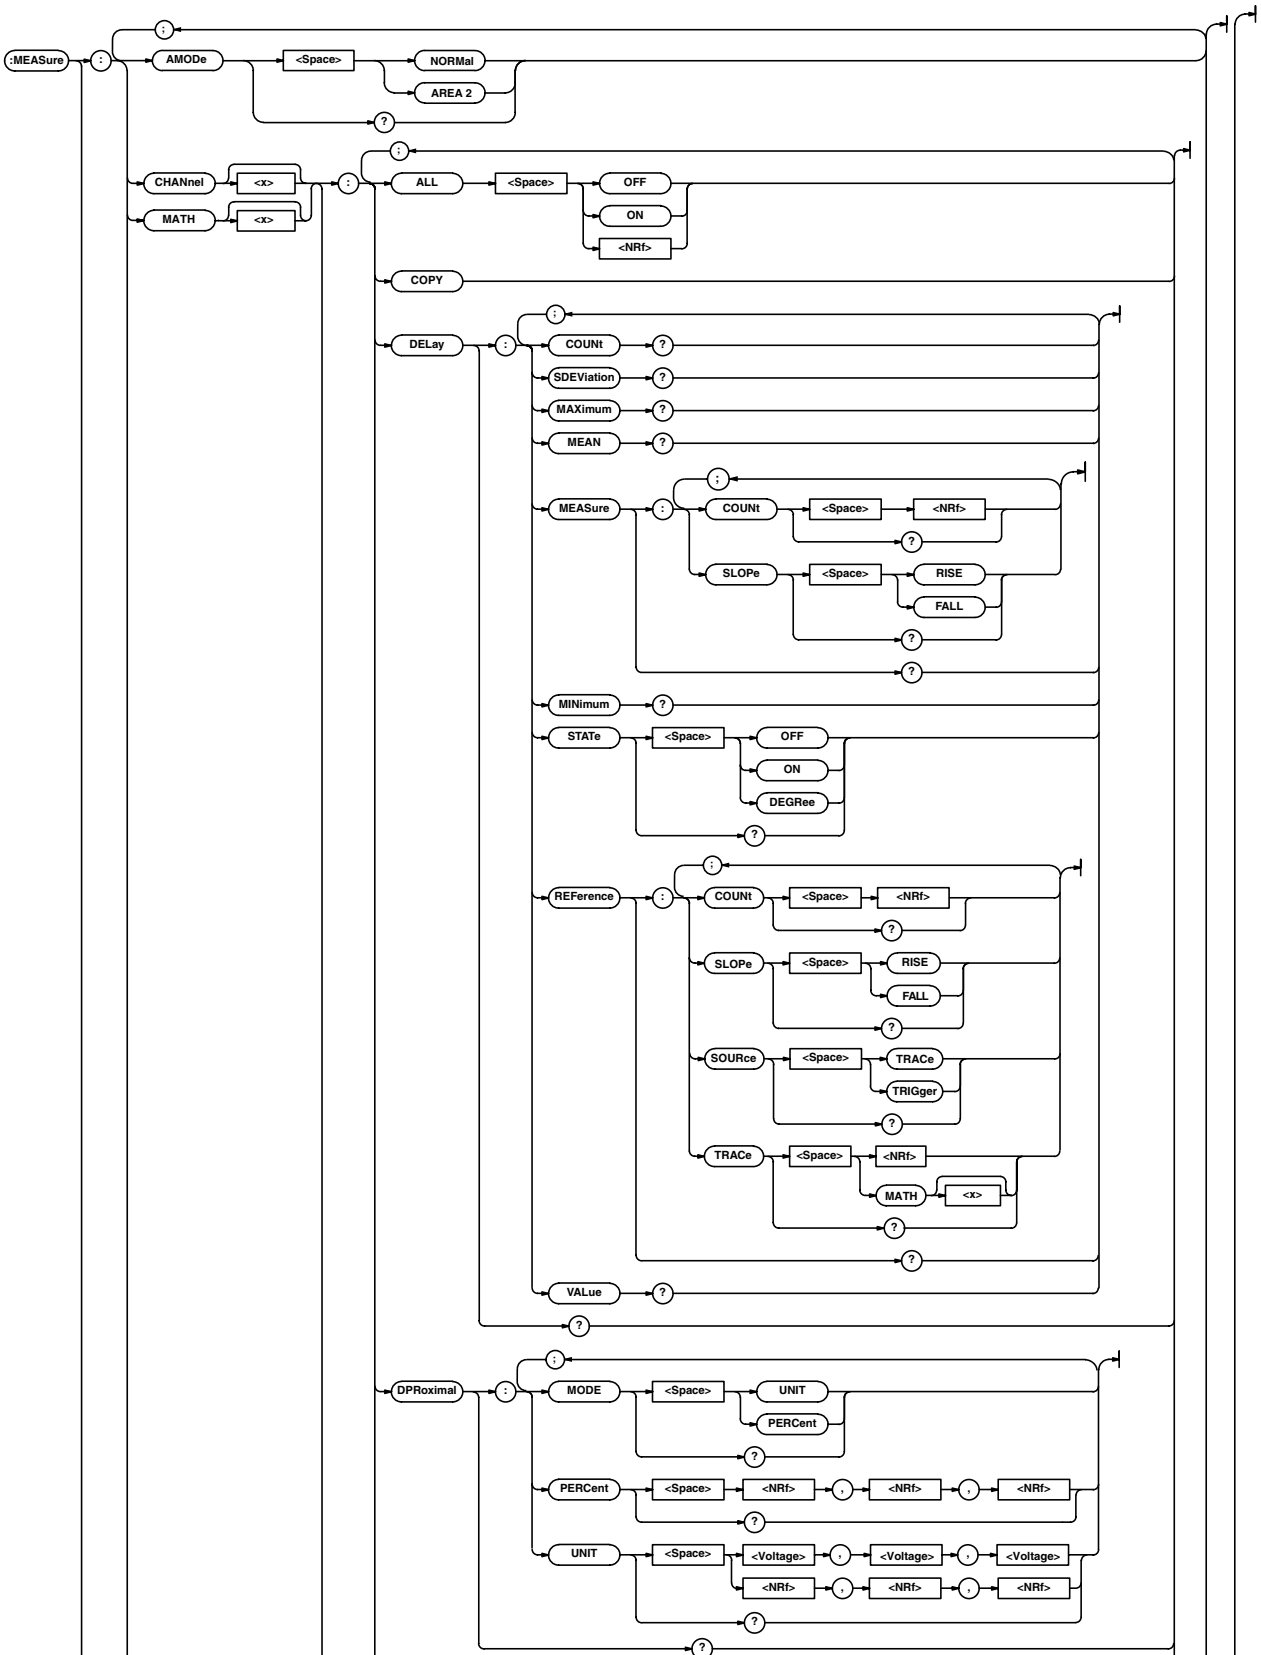 ;
:MEASure : AMODe <Space> NORMal
AREA 2
?
;
CHANnel <x> : ALL <Space> OFF
MATH <x> ON
<NRf>
COPY
;
DELay : COUNt ?
SDEViation ?
MAXimum ?
MEAN ?
;
MEASure : COUNt <Space> <NRf>
?
SLOPe <Space> RISE
FALL
?
?
MINimum ?
STATe <Space> OFF
ON
DEGRee
?
;
REFerence : COUNt <Space> <NRf>
?
SLOPe <Space> RISE
FALL
?
SOURce <Space> TRACe
TRIGger
?
TRACe <Space> <NRf>
MATH <x>
?
?
VALue ?
?
;
DPRoximal : MODE <Space> UNIT
PERCent
?
PERCent <Space> <NRf> , <NRf> , <NRf>
?
UNIT <Space> <Voltage> , <Voltage> , <Voltage>
<NRf> , <NRf> , <NRf>
?
?